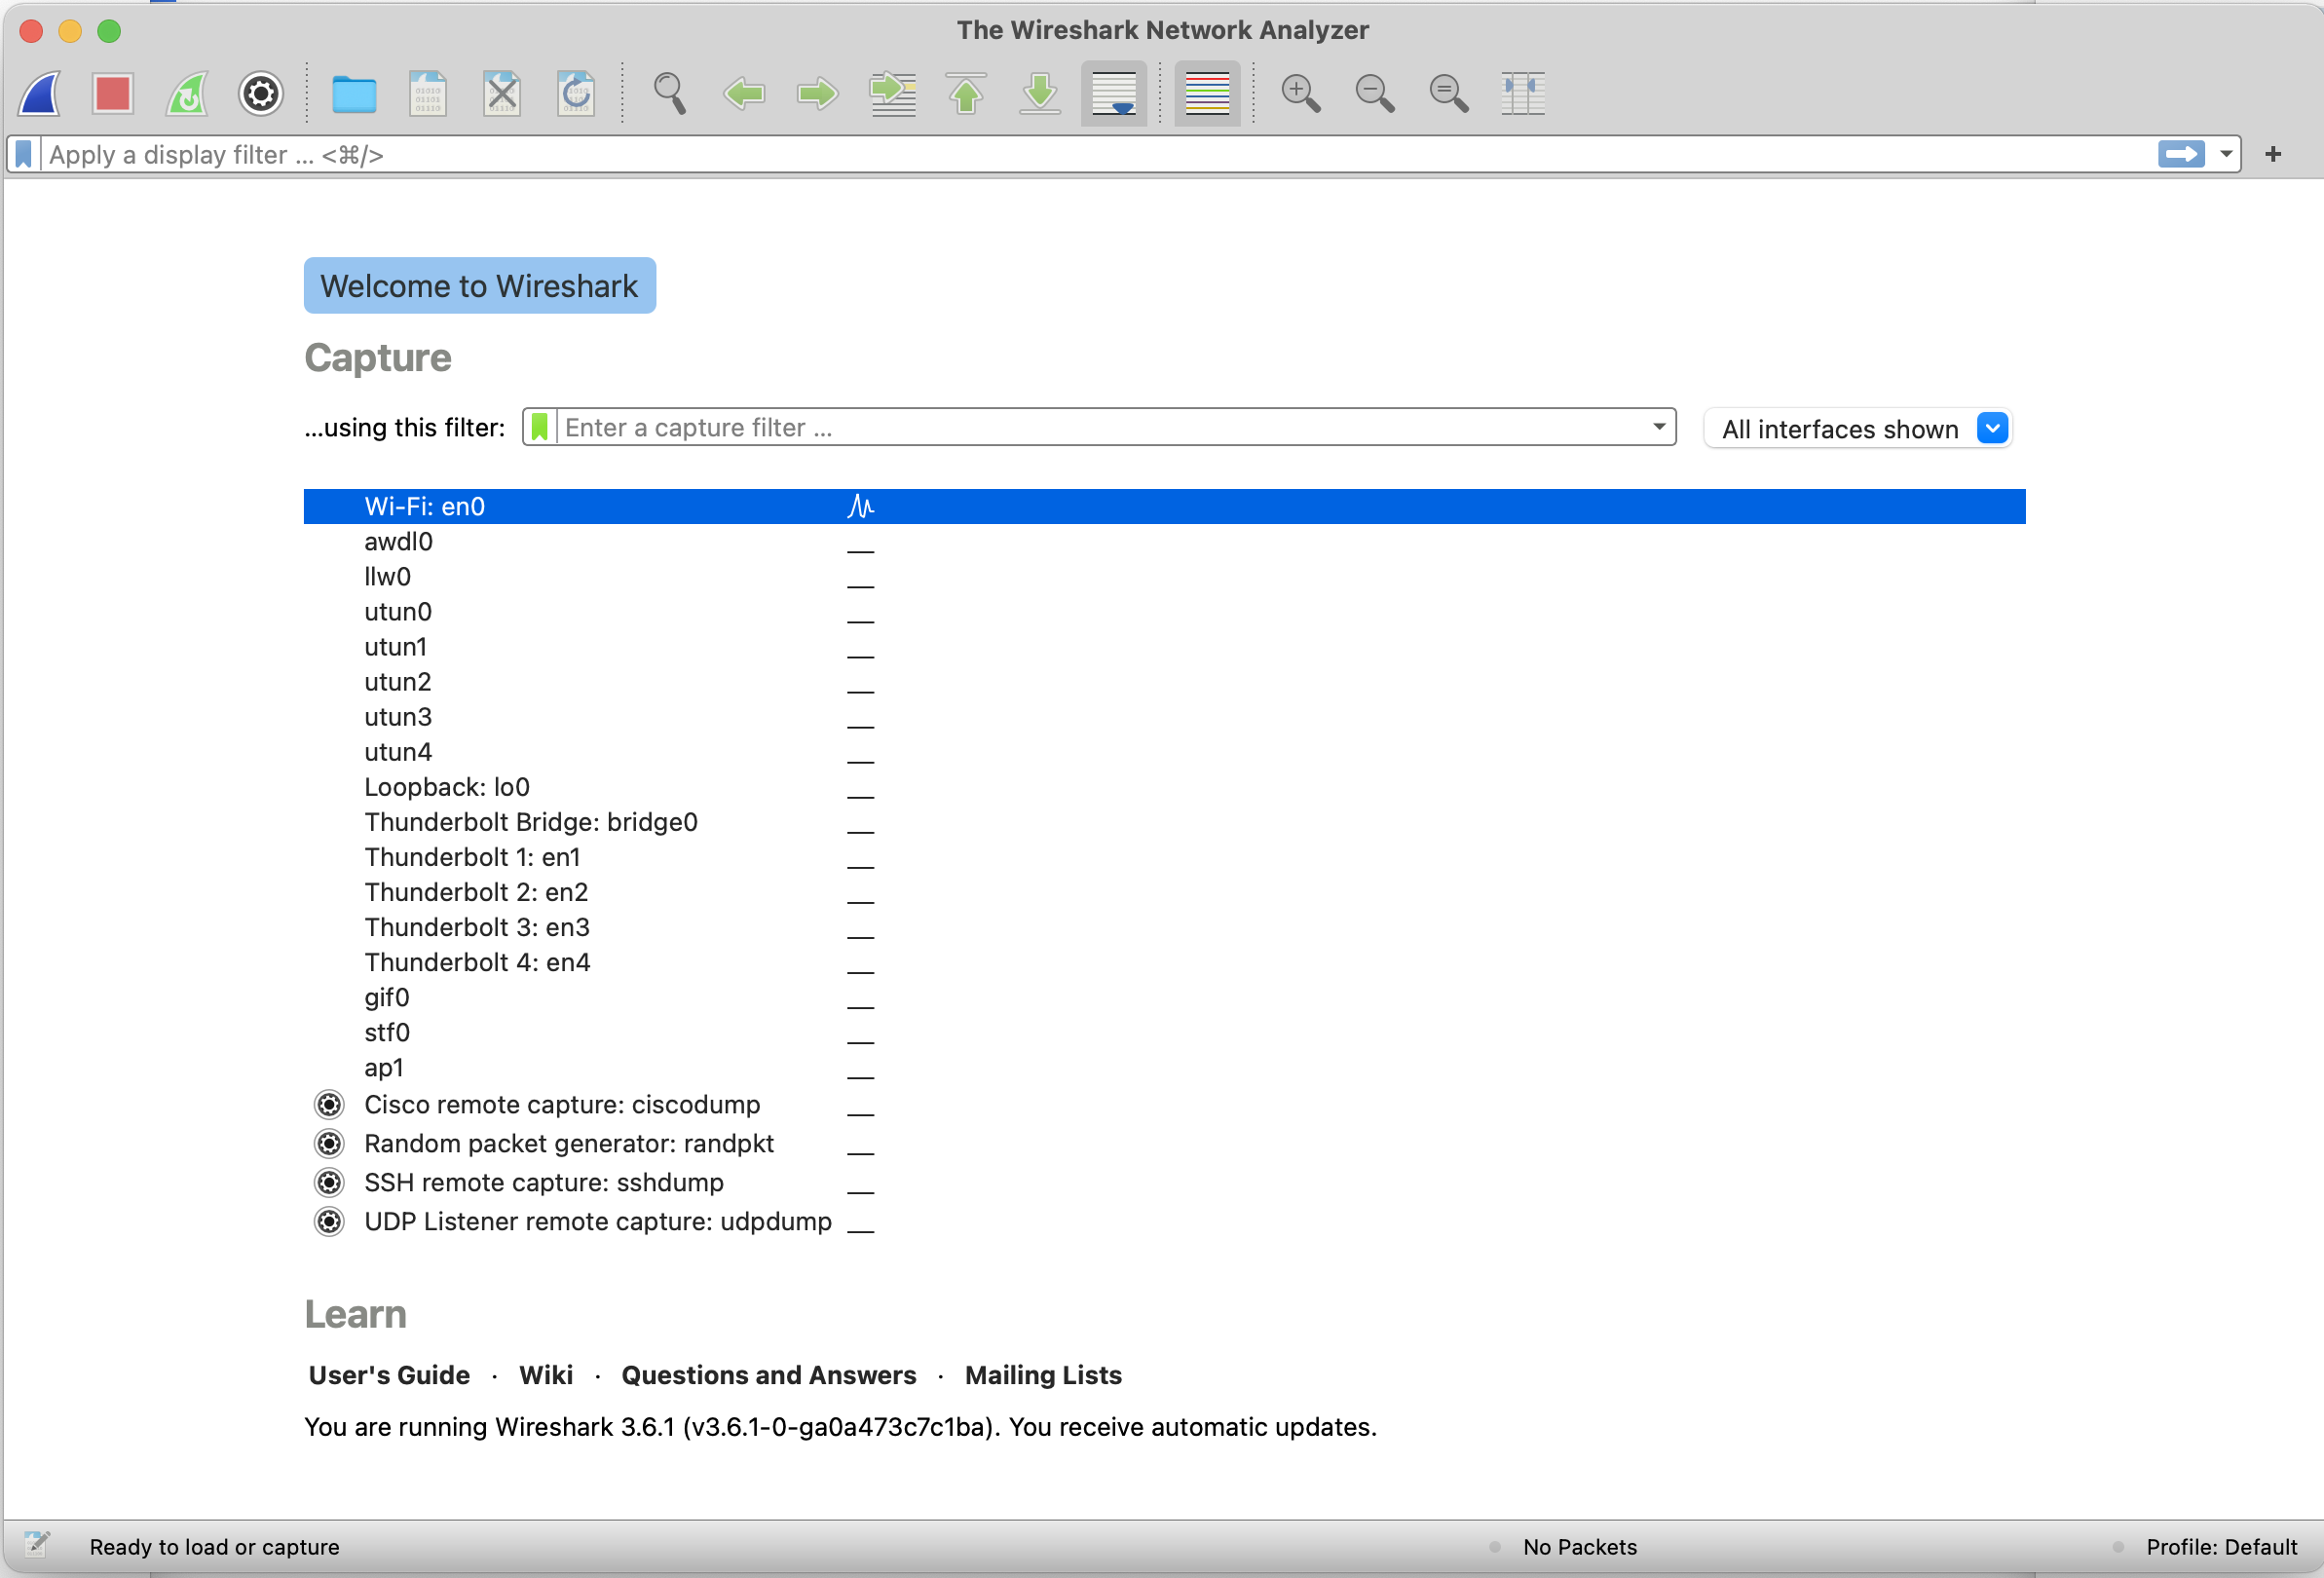 The Wireshark Network Analyzer
Apply a display filter ... <⌘/>
Welcome to Wireshark
Capture
...using this filter: Enter a capture filter ... All interfaces shown
Wi-Fi: en0
awdl0
llw0
utun0
utun1
utun2
utun3
utun4
Loopback: lo0
Thunderbolt Bridge: bridge0
Thunderbolt 1: en1
Thunderbolt 2: en2
Thunderbolt 3: en3
Thunderbolt 4: en4
gif0
stf0
ap1
Cisco remote capture: ciscodump
Random packet generator: randpkt
SSH remote capture: sshdump
UDP Listener remote capture: udpdump
Learn
User's Guide · Wiki · Questions and Answers · Mailing Lists
You are running Wireshark 3.6.1 (v3.6.1-0-ga0a473c7c1ba). You receive automatic updates.
Ready to load or capture No Packets Profile: Default